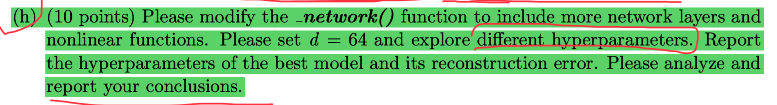 (h) (10 points) Please modify the _network() function to include more network layers and
nonlinear functions. Please set d = 64 and explore different hyperparameters. Report
the hyperparameters of the best model and its reconstruction error. Please analyze and
report your conclusions.